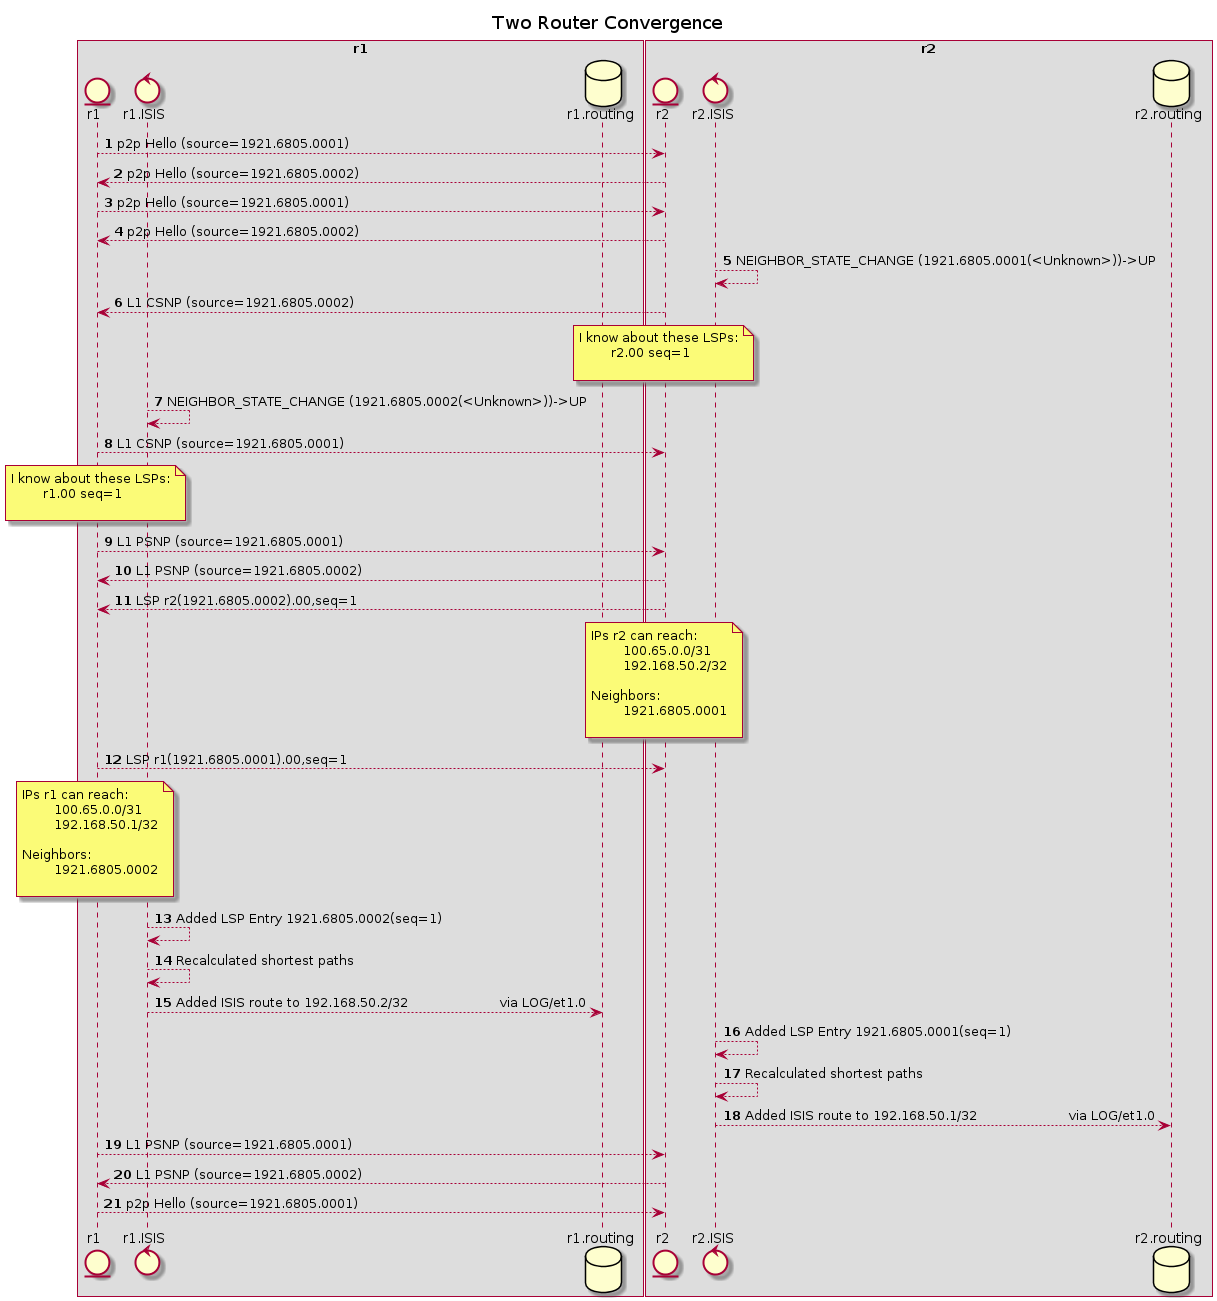 Two Router Convergence
r1
r2
r1
r1.ISIS
r1.routing
r2
r2.ISIS
r2.routing
1 p2p Hello (source=1921.6805.0001)
2 p2p Hello (source=1921.6805.0002)
3 p2p Hello (source=1921.6805.0001)
4 p2p Hello (source=1921.6805.0002)
5 NEIGHBOR_STATE_CHANGE (1921.6805.0001(<Unknown>))->UP
6 L1 CSNP (source=1921.6805.0002)
I know about these LSPs:
r2.00 seq=1
7 NEIGHBOR_STATE_CHANGE (1921.6805.0002(<Unknown>))->UP
8 L1 CSNP (source=1921.6805.0001)
I know about these LSPs:
r1.00 seq=1
9 L1 PSNP (source=1921.6805.0001)
10 L1 PSNP (source=1921.6805.0002)
11 LSP r2(1921.6805.0002).00,seq=1
IPs r2 can reach:
100.65.0.0/31
192.168.50.2/32
Neighbors:
1921.6805.0001
12 LSP r1(1921.6805.0001).00,seq=1
IPs r1 can reach:
100.65.0.0/31
192.168.50.1/32
Neighbors:
1921.6805.0002
13 Added LSP Entry 1921.6805.0002(seq=1)
14 Recalculated shortest paths
15 Added ISIS route to 192.168.50.2/32 via LOG/et1.0
16 Added LSP Entry 1921.6805.0001(seq=1)
17 Recalculated shortest paths
18 Added ISIS route to 192.168.50.1/32 via LOG/et1.0
19 L1 PSNP (source=1921.6805.0001)
20 L1 PSNP (source=1921.6805.0002)
21 p2p Hello (source=1921.6805.0001)
r1
r1.ISIS
r1.routing
r2
r2.ISIS
r2.routing